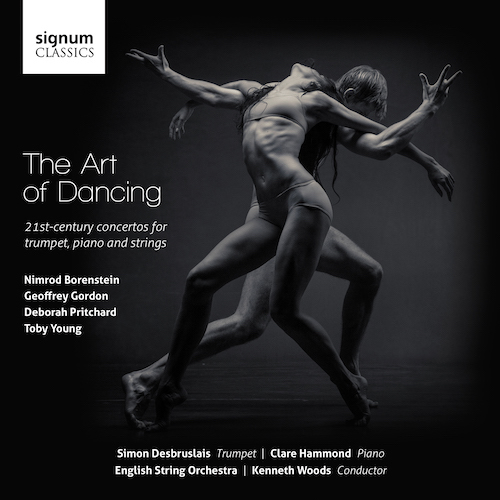 signum
CLASSICS
The Art
of Dancing
21st-century concertos for
trumpet, piano and strings
Nimrod Borenstein
Geoffrey Gordon
Deborah Pritchard
Toby Young
Simon Desbruslais Trumpet | Clare Hammond Piano
English String Orchestra | Kenneth Woods Conductor